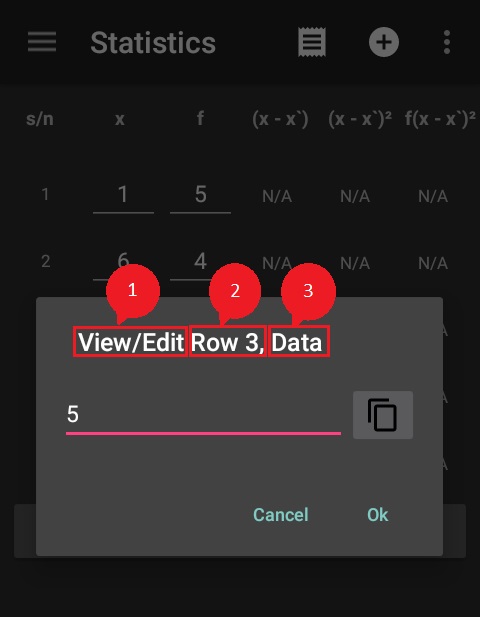 Statistics
s/n x f (x - x`) (x - x`)² f(x - x`)²
1 1 5 N/A N/A N/A
2 6 4 N/A N/A N/A
1 2 3
View/Edit Row 3, Data
5
Cancel Ok